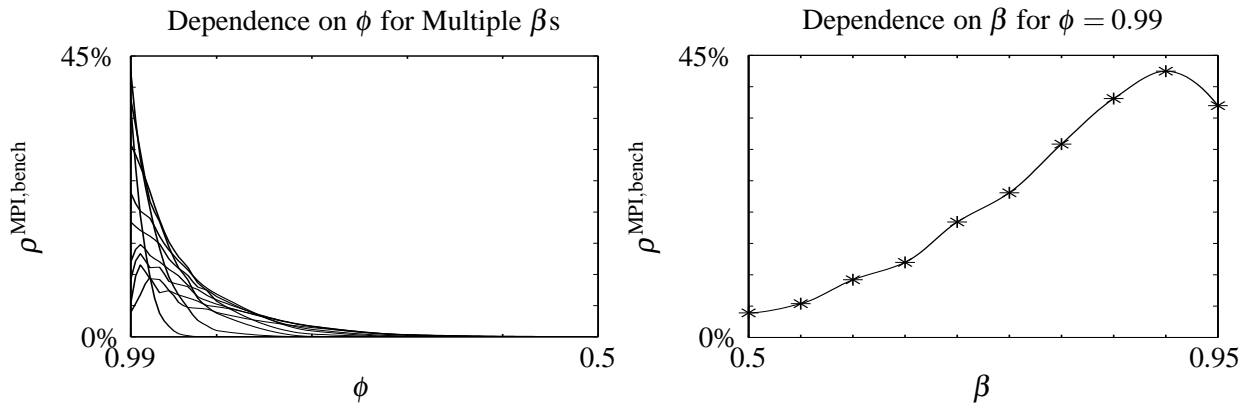 Dependence on ϕ for Multiple βs
45%
ρ^MPI,bench
0%
0.99
0.5
ϕ
Dependence on β for ϕ = 0.99
45%
ρ^MPI,bench
0%
0.5
0.95
β